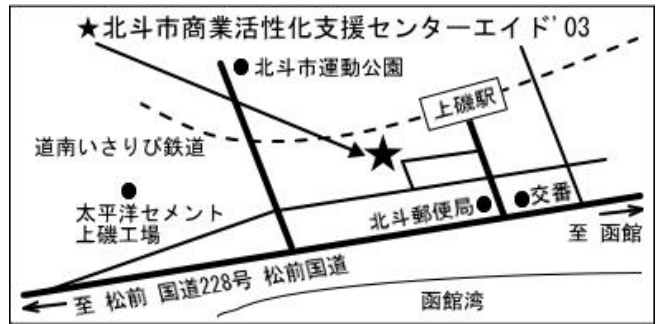 ★北斗市商業活性化支援センターエイド'03
北斗市運動公園
上磯駅
道南いさりび鉄道
太平洋セメント
上磯工場
北斗郵便局
交番
至 函館
至 松前 国道228号 松前国道
函館湾